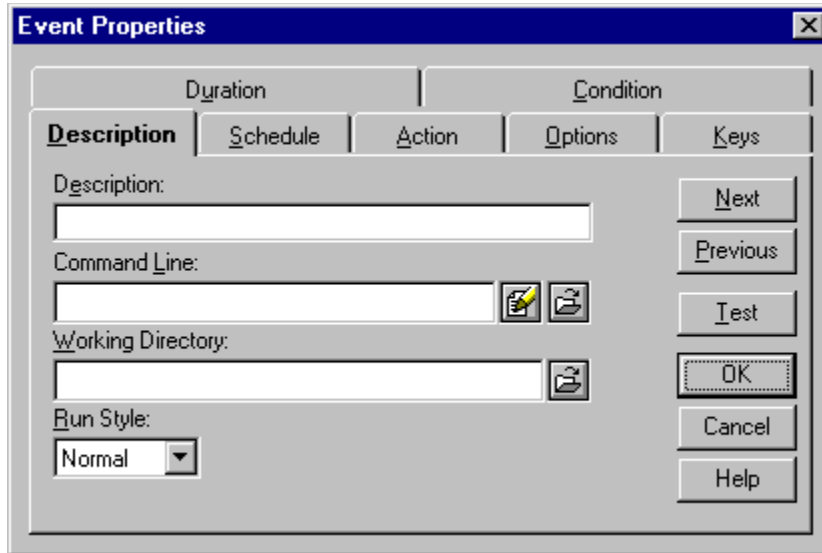 Event Properties
Duration Condition
Description Schedule Action Options Keys
Description:
Next
Previous
Command Line:
Test
Working Directory:
OK
Run Style:
Cancel
Normal
Help